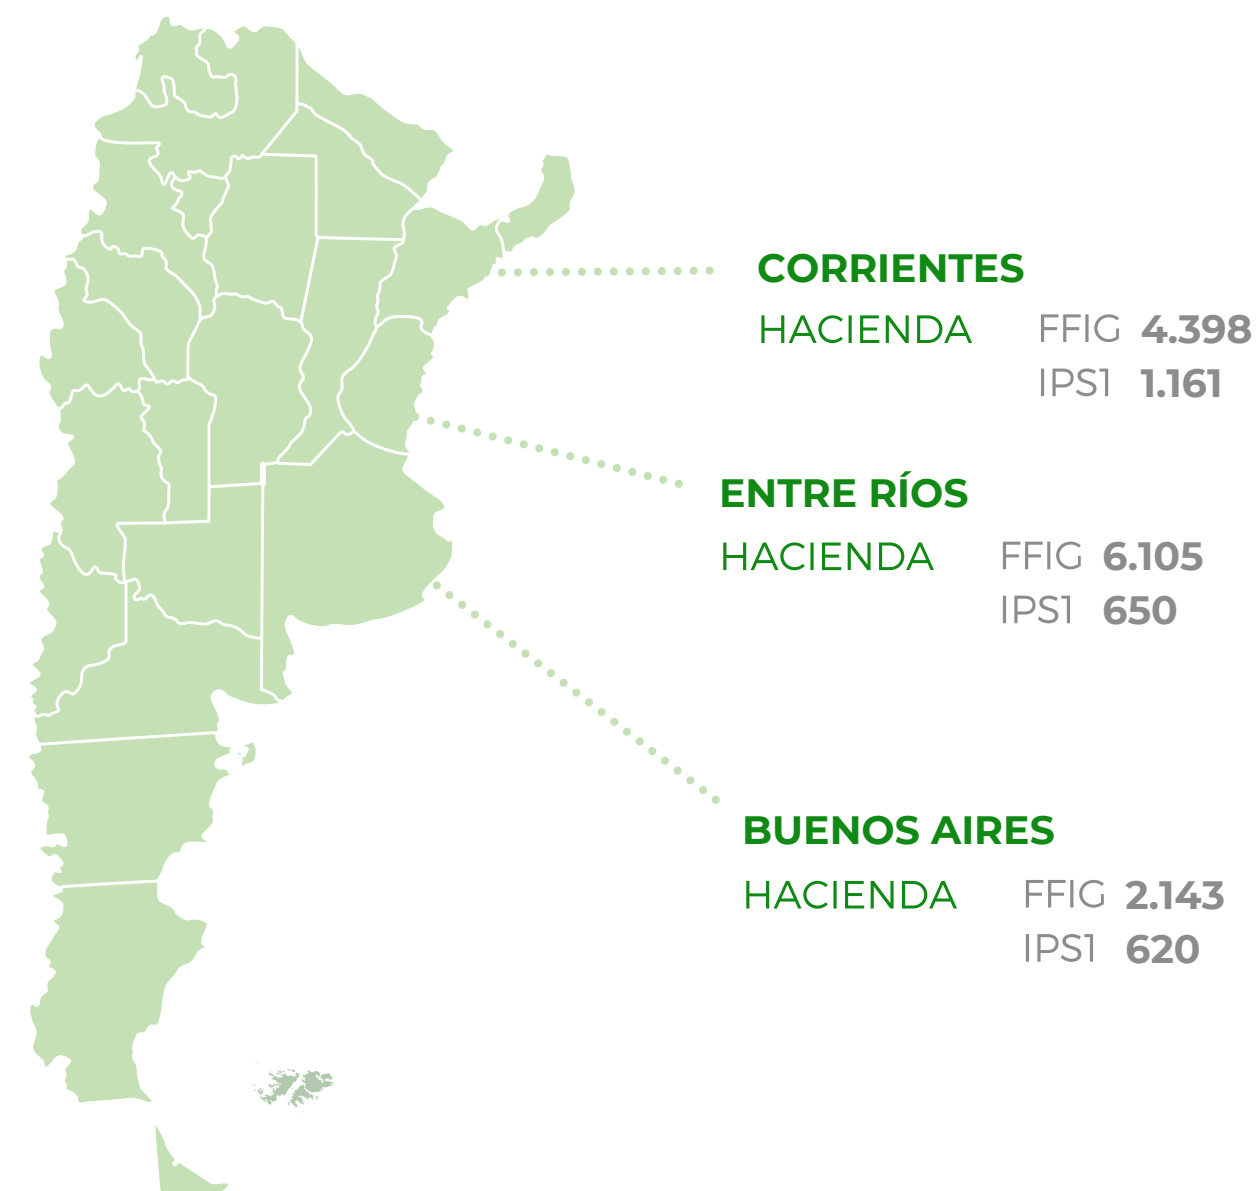 CORRIENTES
HACIENDA FFIG 4.398
IPS1 1.161
ENTRE RÍOS
HACIENDA FFIG 6.105
IPS1 650
BUENOS AIRES
HACIENDA FFIG 2.143
IPS1 620